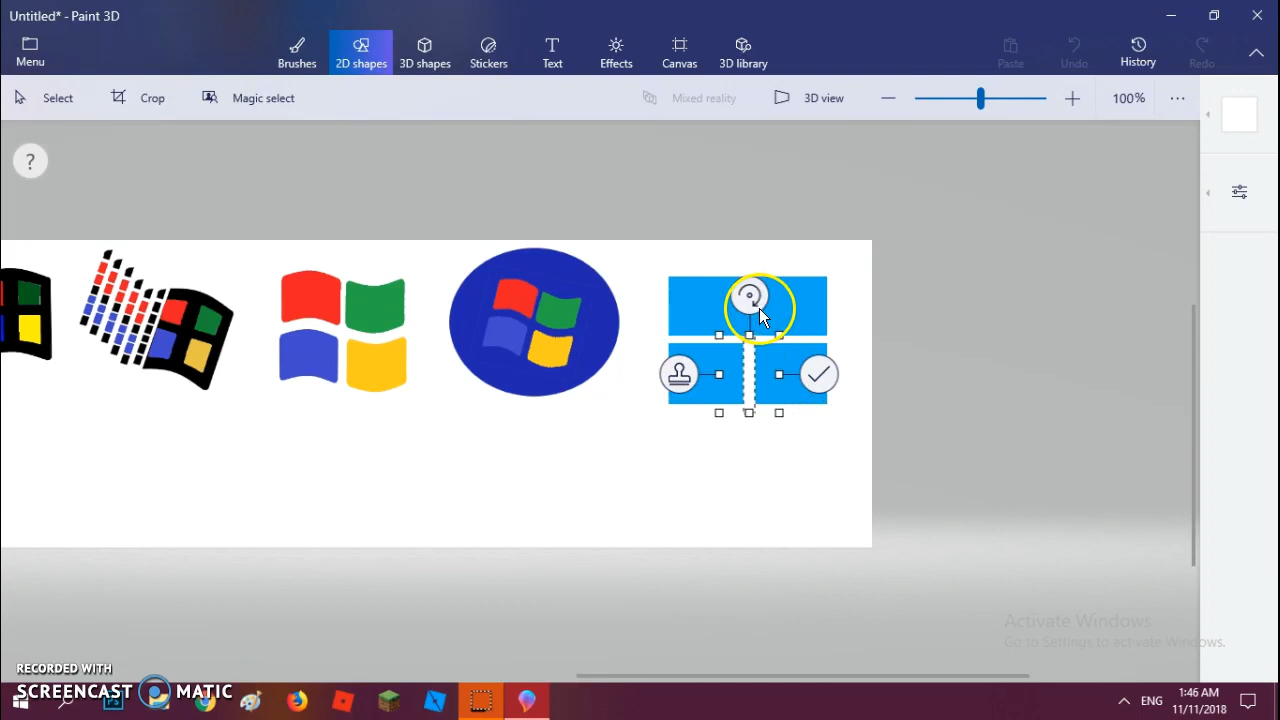 Untitled* - Paint 3D
Menu
Brushes
2D shapes
3D shapes
Stickers
Text
Effects
Canvas
3D library
Paste
Undo
History
Redo
Select
Crop
Magic select
Mixed reality
3D view
100%
?
Activate Windows
Go to Settings to activate Windows.
RECORDED WITH
SCREENCAST MATIC
Ps
ENG
1:46 AM
11/11/2018